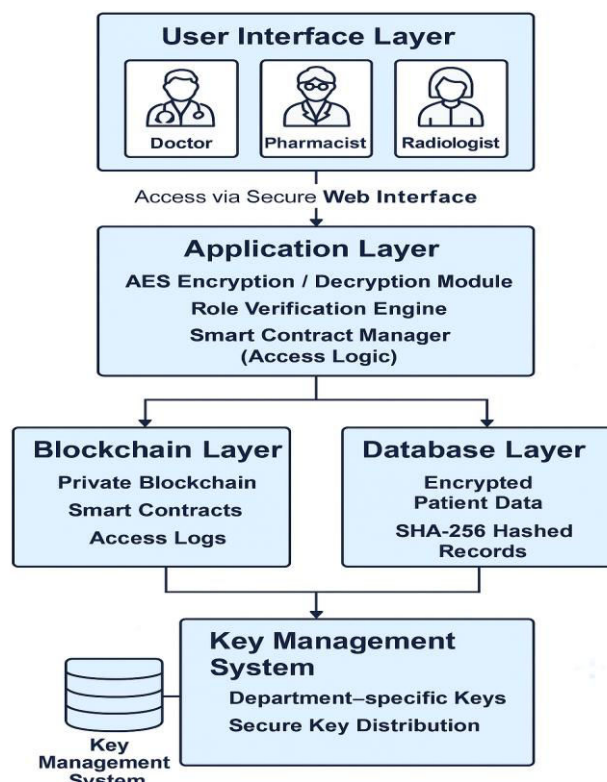 User Interface Layer
Doctor
Pharmacist
Radiologist
Access via Secure Web Interface
Application Layer
AES Encryption / Decryption Module
Role Verification Engine
Smart Contract Manager
(Access Logic)
Blockchain Layer
Private Blockchain
Smart Contracts
Access Logs
Database Layer
Encrypted
Patient Data
SHA-256 Hashed
Records
Key Management
System
Department–specific Keys
Secure Key Distribution
Key
Management
System